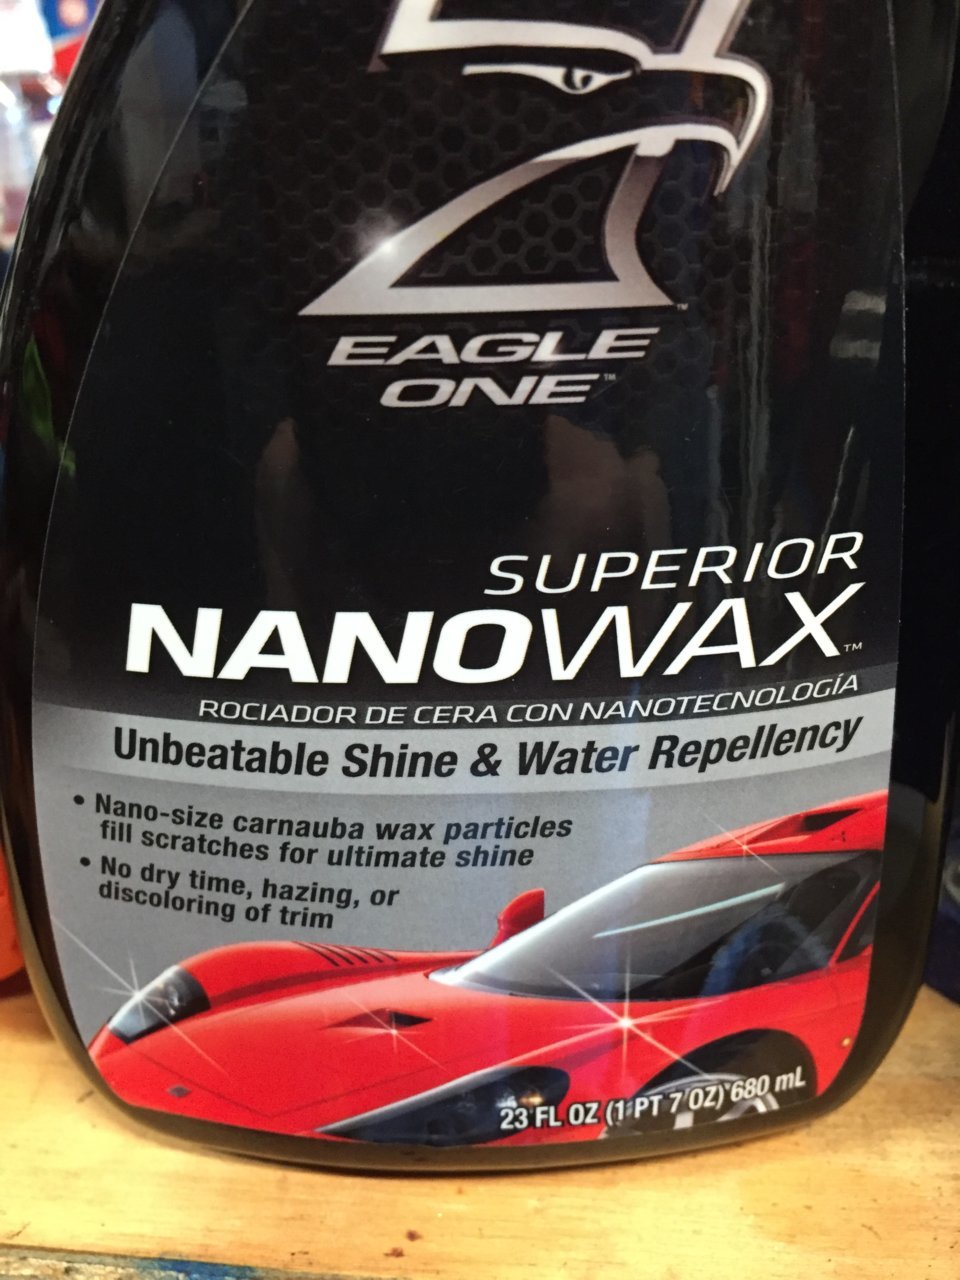 EAGLE
ONE™
SUPERIOR
NANOWAX™
ROCIADOR DE CERA CON NANOTECNOLOGÍA
Unbeatable Shine & Water Repellency
• Nano-size carnauba wax particles
fill scratches for ultimate shine
• No dry time, hazing, or
discoloring of trim
23 FL OZ (1 PT 7 OZ) 680 mL